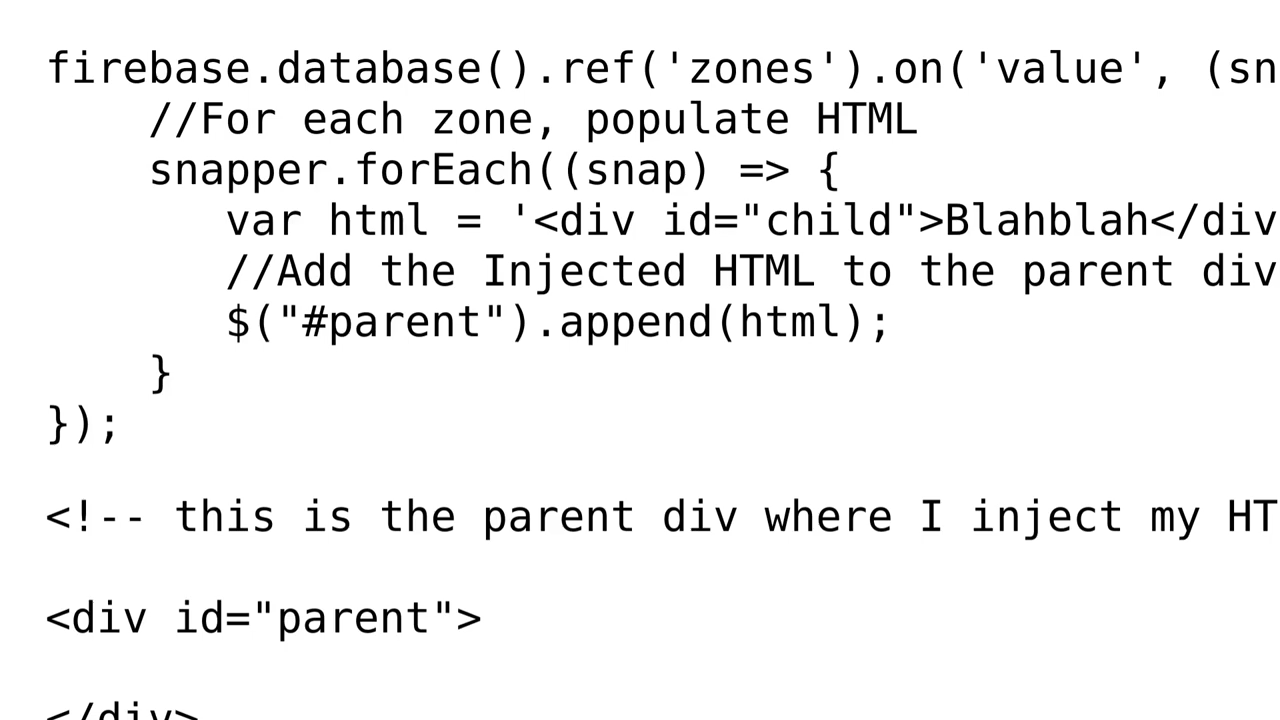 firebase.database().ref('zones').on('value', (sn
//For each zone, populate HTML
snapper.forEach((snap) => {
var html = '<div id="child">Blahblah</div
//Add the Injected HTML to the parent div
$("#parent").append(html);
}
});
<!-- this is the parent div where I inject my HT
<div id="parent">
</div>